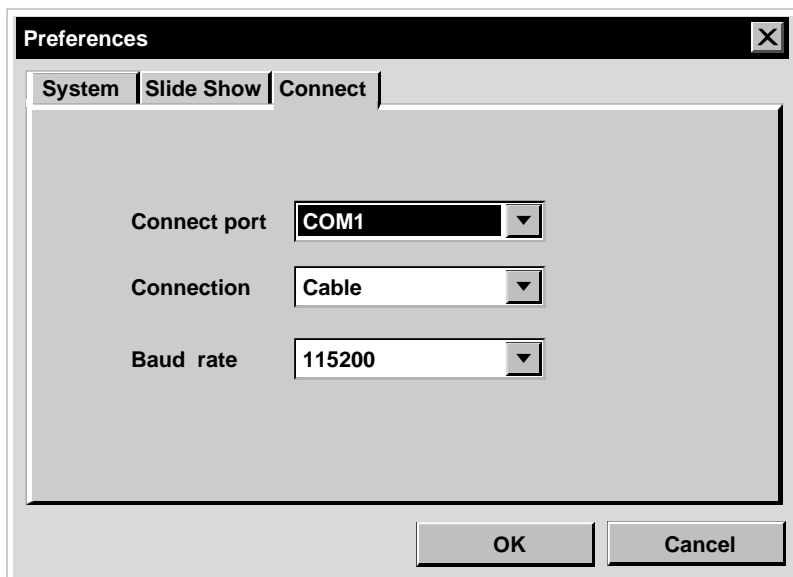 Preferences
System Slide Show Connect
Connect port COM1
Connection Cable
Baud rate 115200
OK Cancel